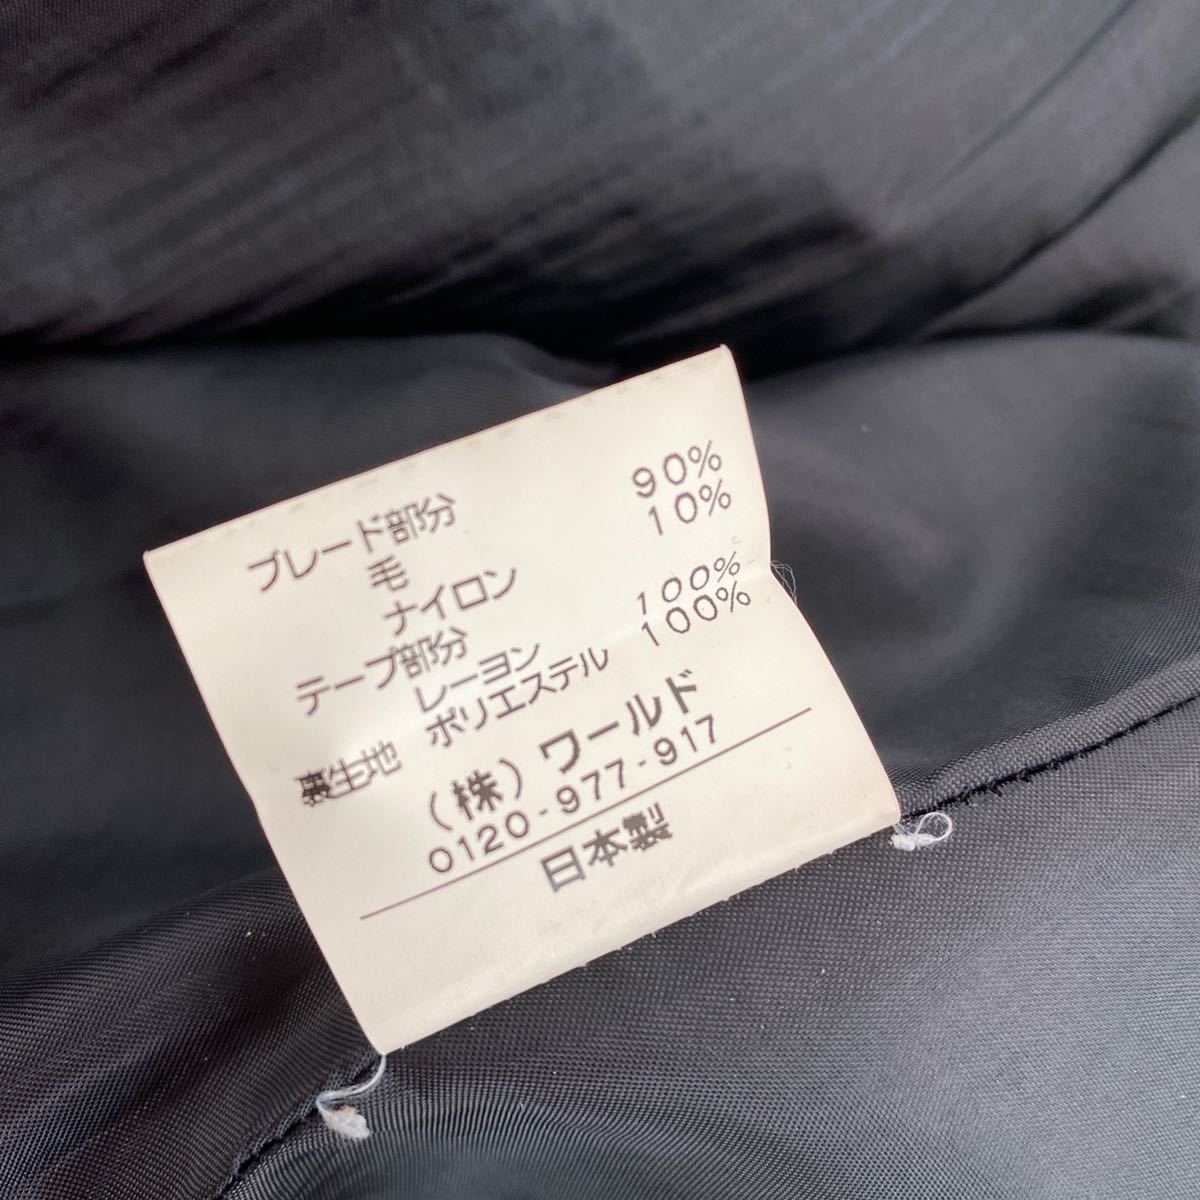 ブレード部分
毛 90%
ナイロン 10%
テープ部分
レーヨン 100%
裏生地 ポリエステル 100%
(株)ワールド
0120-977-917
日本製